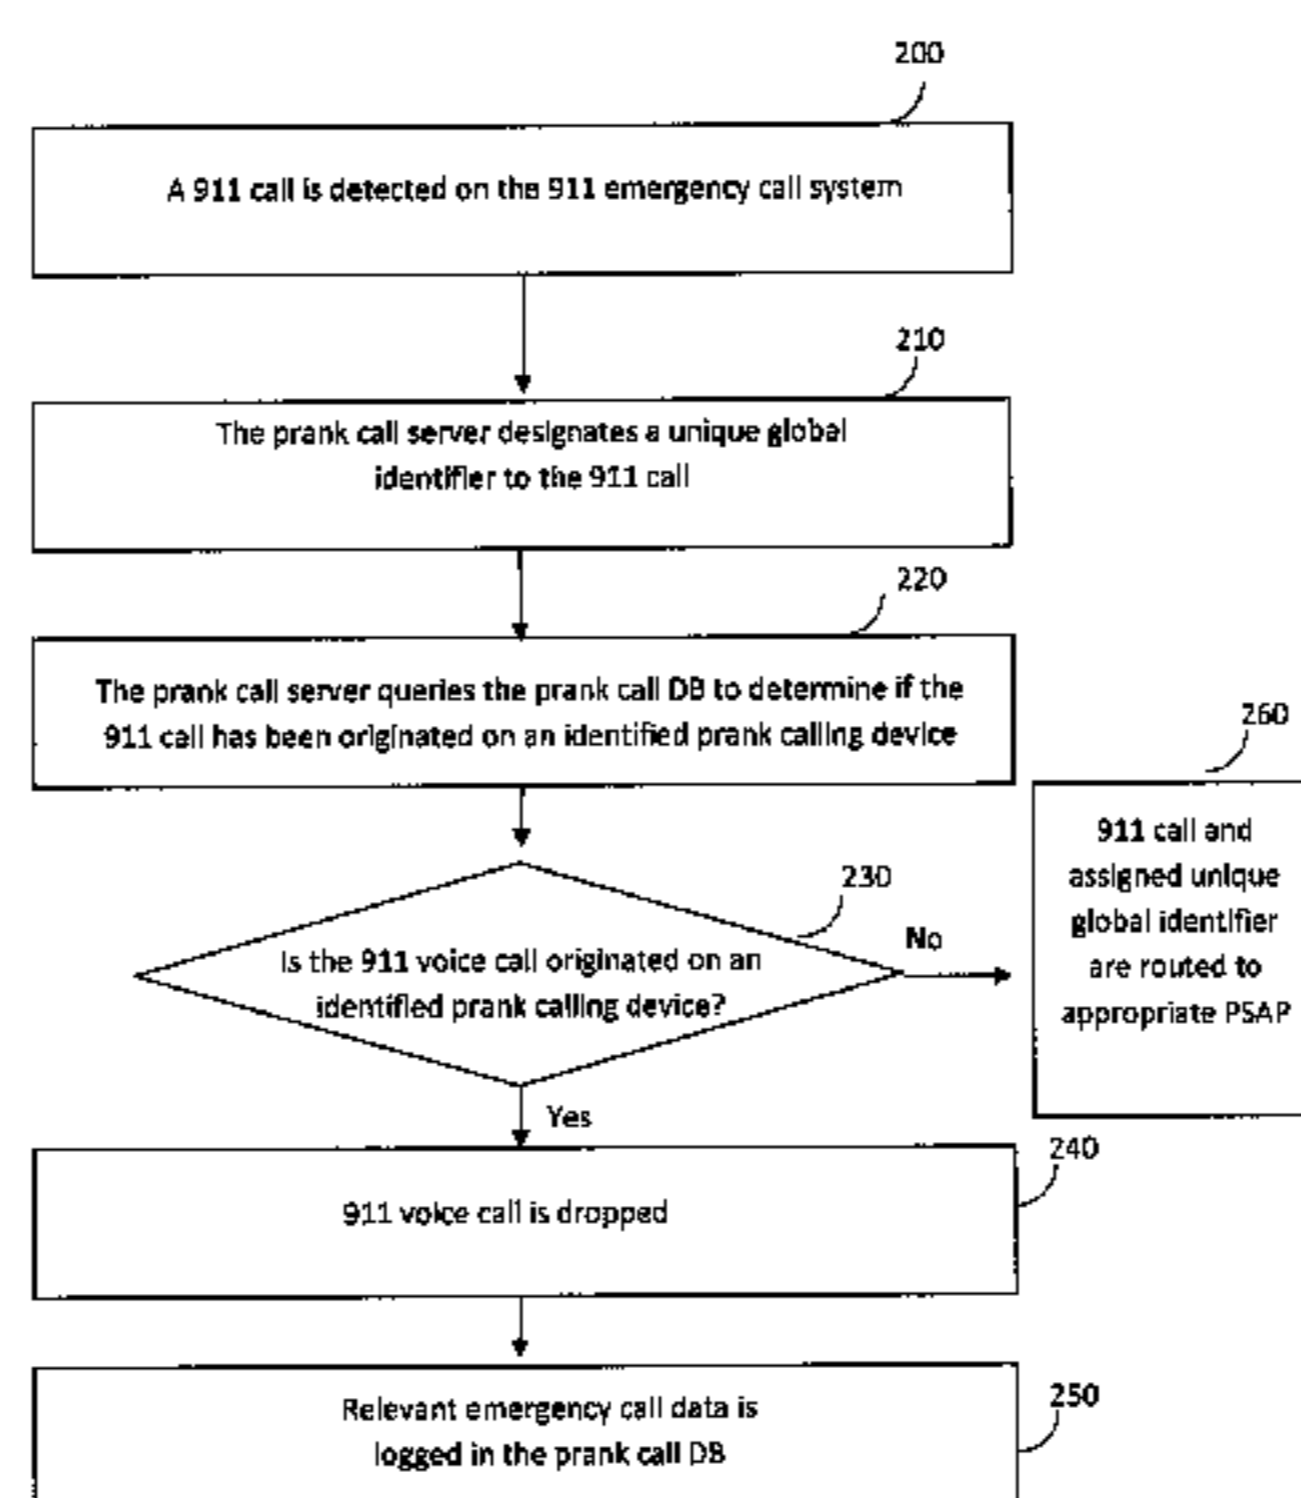 200
A 911 call is detected on the 911 emergency call system
210
The prank call server designates a unique global
identifier to the 911 call
220
The prank call server queries the prank call DB to determine if the
911 call has been originated on an identified prank calling device
260
911 call and
assigned unique
global identifier
are routed to
appropriate PSAP
230
Is the 911 voice call originated on an
identified prank calling device?
No
Yes
240
911 voice call is dropped
250
Relevant emergency call data is
logged in the prank call DB